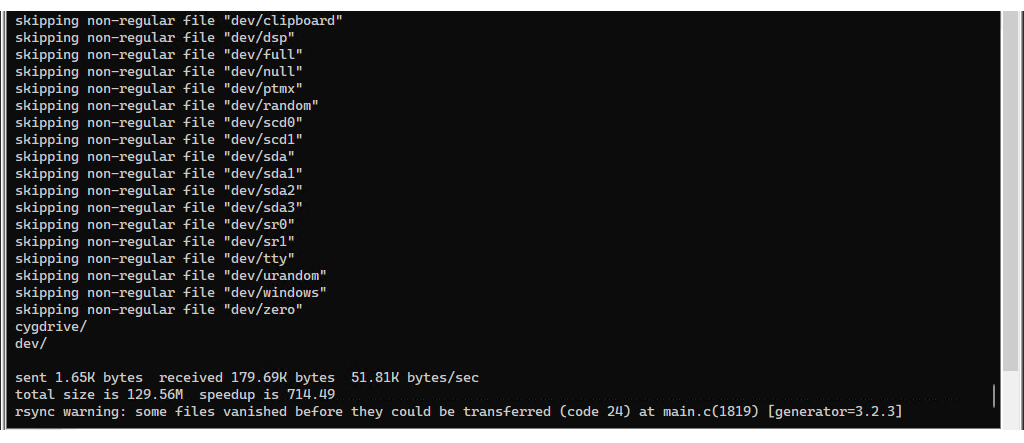 skipping non-regular file "dev/clipboard"
skipping non-regular file "dev/dsp"
skipping non-regular file "dev/full"
skipping non-regular file "dev/null"
skipping non-regular file "dev/ptmx"
skipping non-regular file "dev/random"
skipping non-regular file "dev/scd0"
skipping non-regular file "dev/scd1"
skipping non-regular file "dev/sda"
skipping non-regular file "dev/sda1"
skipping non-regular file "dev/sda2"
skipping non-regular file "dev/sda3"
skipping non-regular file "dev/sr0"
skipping non-regular file "dev/sr1"
skipping non-regular file "dev/tty"
skipping non-regular file "dev/urandom"
skipping non-regular file "dev/windows"
skipping non-regular file "dev/zero"
cygdrive/
dev/
sent 1.65K bytes  received 179.69K bytes  51.81K bytes/sec
total size is 129.56M  speedup is 714.49
rsync warning: some files vanished before they could be transferred (code 24) at main.c(1819) [generator=3.2.3]